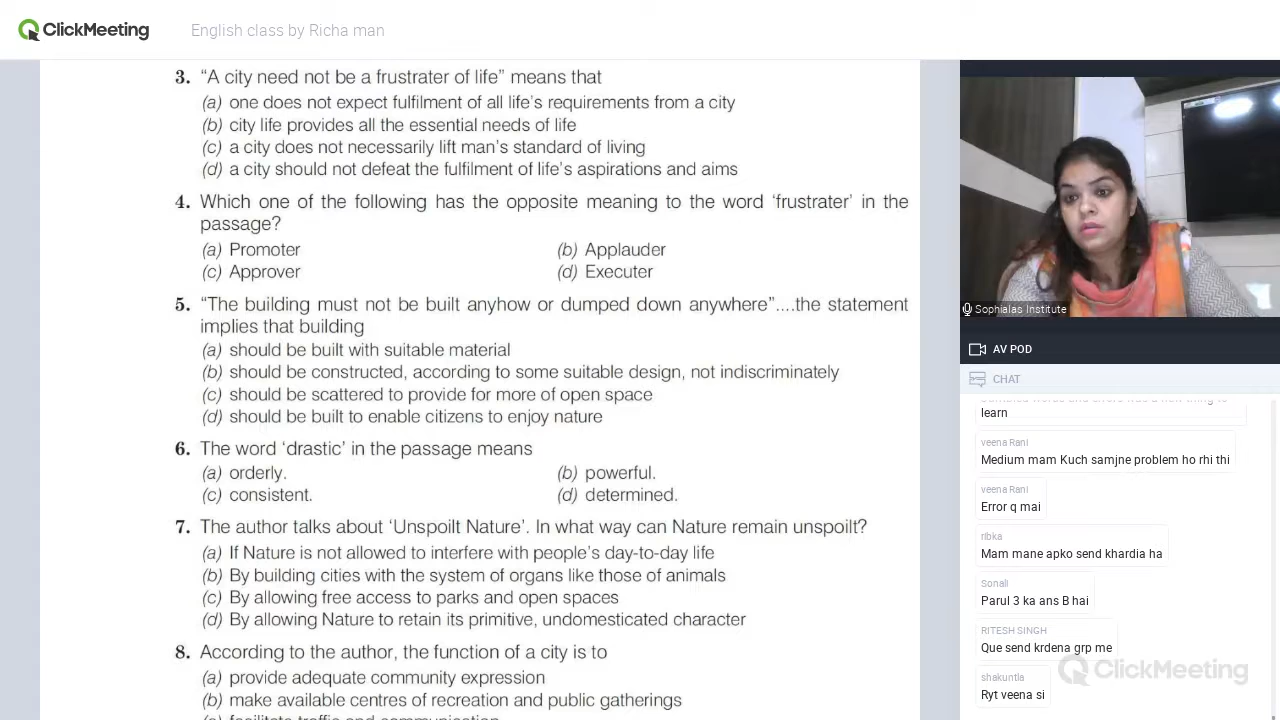 ClickMeeting
English class by Richa man
3. “A city need not be a frustrater of life” means that
(a) one does not expect fulfilment of all life’s requirements from a city
(b) city life provides all the essential needs of life
(c) a city does not necessarily lift man’s standard of living
(d) a city should not defeat the fulfilment of life’s aspirations and aims
4. Which one of the following has the opposite meaning to the word ‘frustrater’ in the
passage?
(a) Promoter (b) Applauder
(c) Approver (d) Executer
5. “The building must not be built anyhow or dumped down anywhere”....the statement
implies that building
(a) should be built with suitable material
(b) should be constructed, according to some suitable design, not indiscriminately
(c) should be scattered to provide for more of open space
(d) should be built to enable citizens to enjoy nature
6. The word ‘drastic’ in the passage means
(a) orderly. (b) powerful.
(c) consistent. (d) determined.
7. The author talks about ‘Unspoilt Nature’. In what way can Nature remain unspoilt?
(a) If Nature is not allowed to interfere with people’s day-to-day life
(b) By building cities with the system of organs like those of animals
(c) By allowing free access to parks and open spaces
(d) By allowing Nature to retain its primitive, undomesticated character
8. According to the author, the function of a city is to
(a) provide adequate community expression
(b) make available centres of recreation and public gatherings
(c) facilitate traffic and communication
Sophialas Institute
AV POD
CHAT
learn
veena Rani
Medium mam Kuch samjne problem ho rhi thi
veena Rani
Error q mai
ribka
Mam mane apko send khardia ha
Sonali
Parul 3 ka ans B hai
RITESH SINGH
Que send krdena grp me
shakuntla
Ryt veena si
ClickMeeting